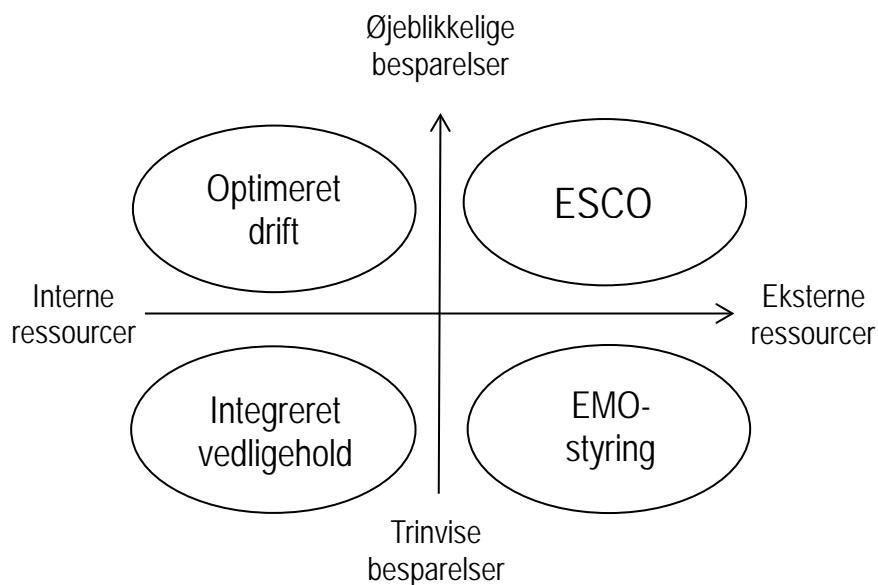 Øjeblikkelige
besparelser
Optimeret
drift
ESCO
Interne
ressourcer
Eksterne
ressourcer
Integreret
vedligehold
EMO-
styring
Trinvise
besparelser